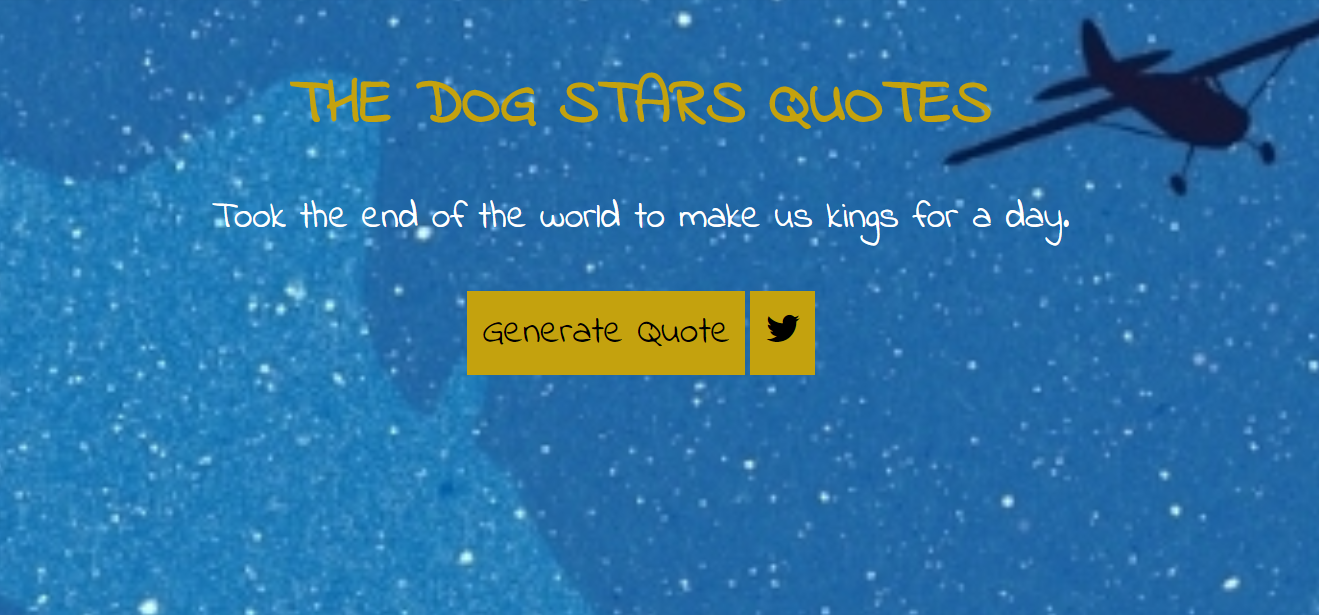 THE DOG STARS QUOTES
Took the end of the world to make us kings for a day.
Generate Quote